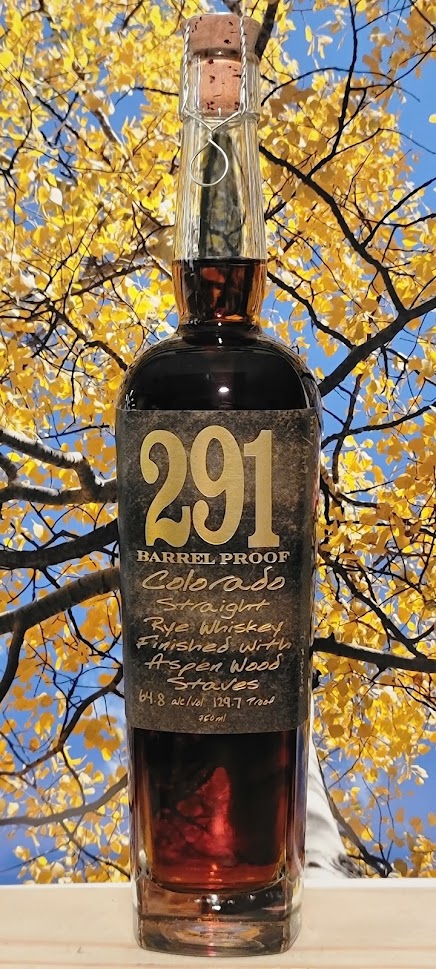 291
BARREL PROOF
Colorado
Straight
Rye Whiskey
Finished with
Aspen Wood
Staves
64.8 alc/vol 129.7 Proof
750ml